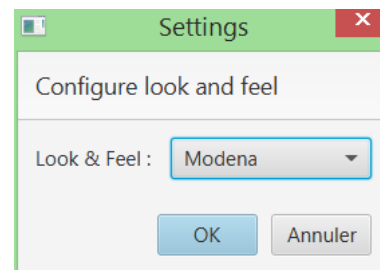 Settings
Configure look and feel
Look & Feel : Modena
OK Annuler